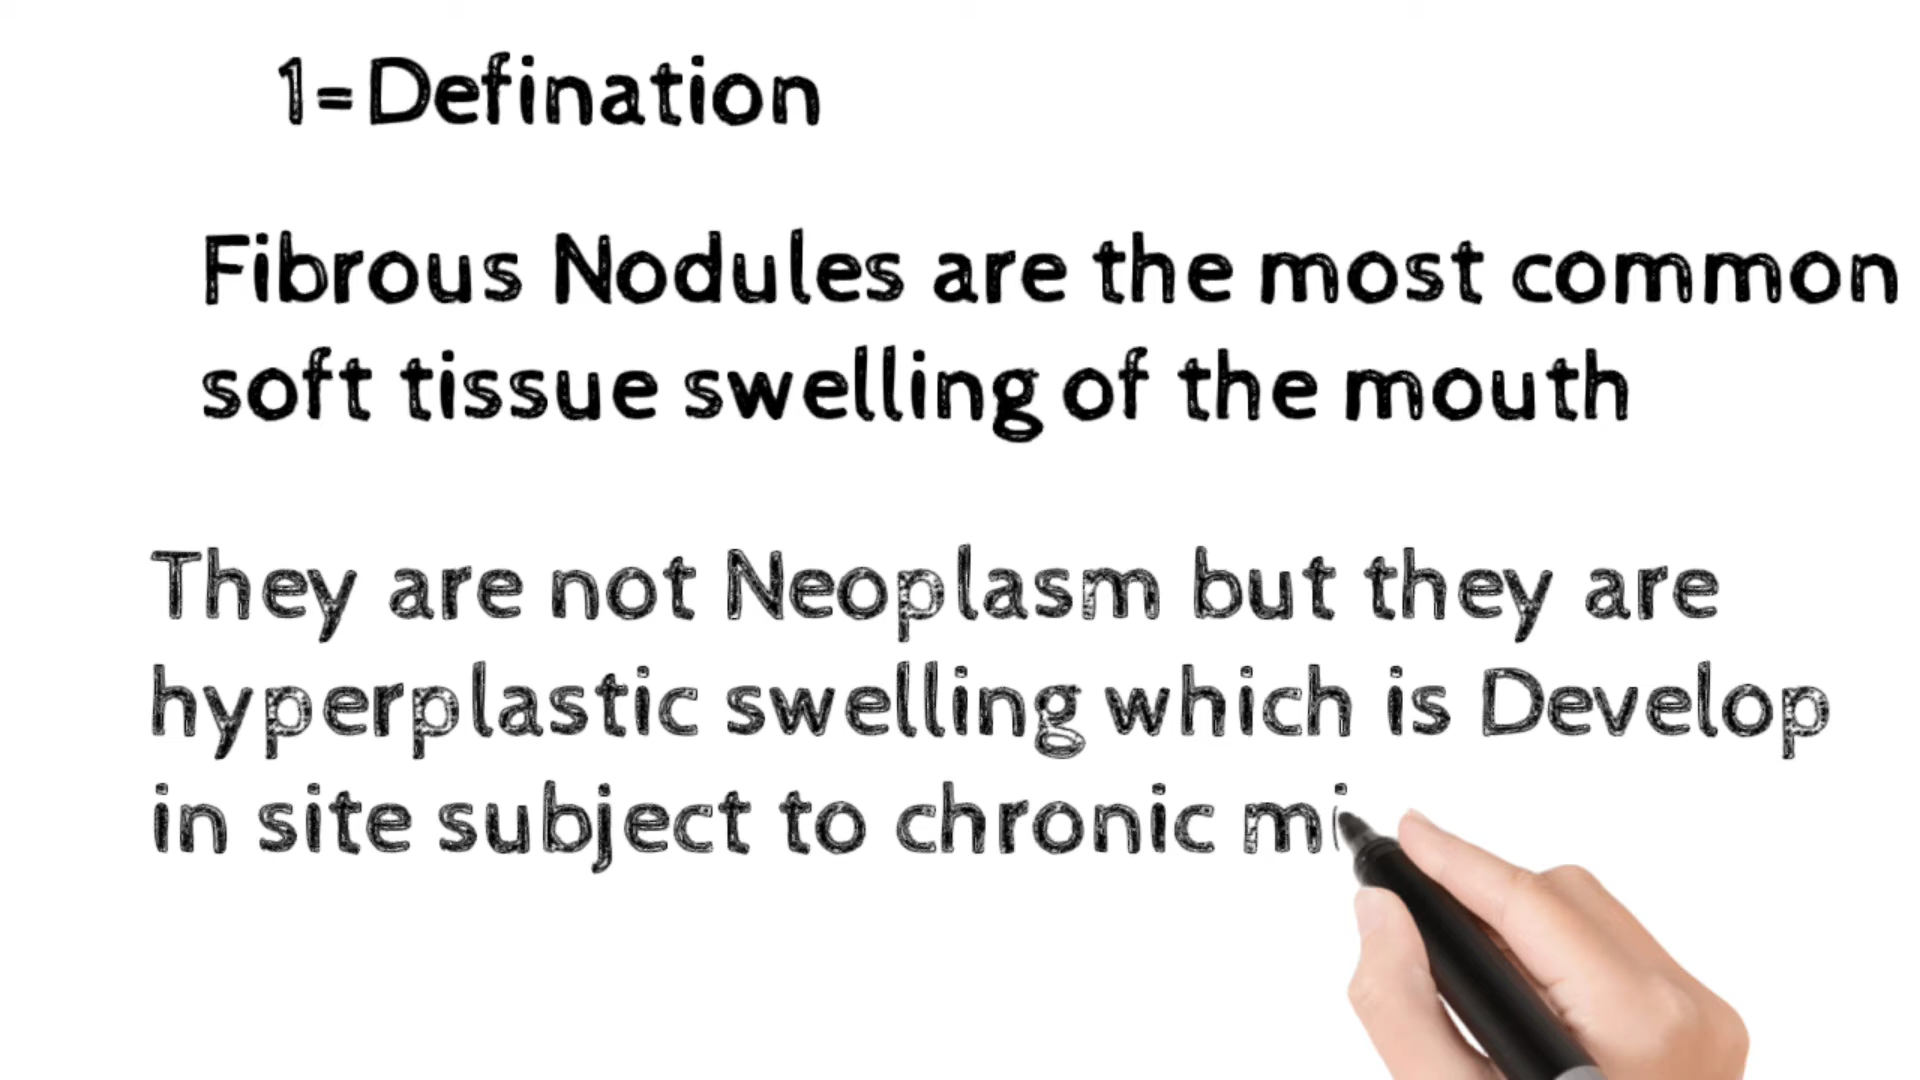 1=Defination
Fibrous Nodules are the most common
soft tissue swelling of the mouth
They are not Neoplasm but they are
hyperplastic swelling which is Develop
in site subject to chronic mi